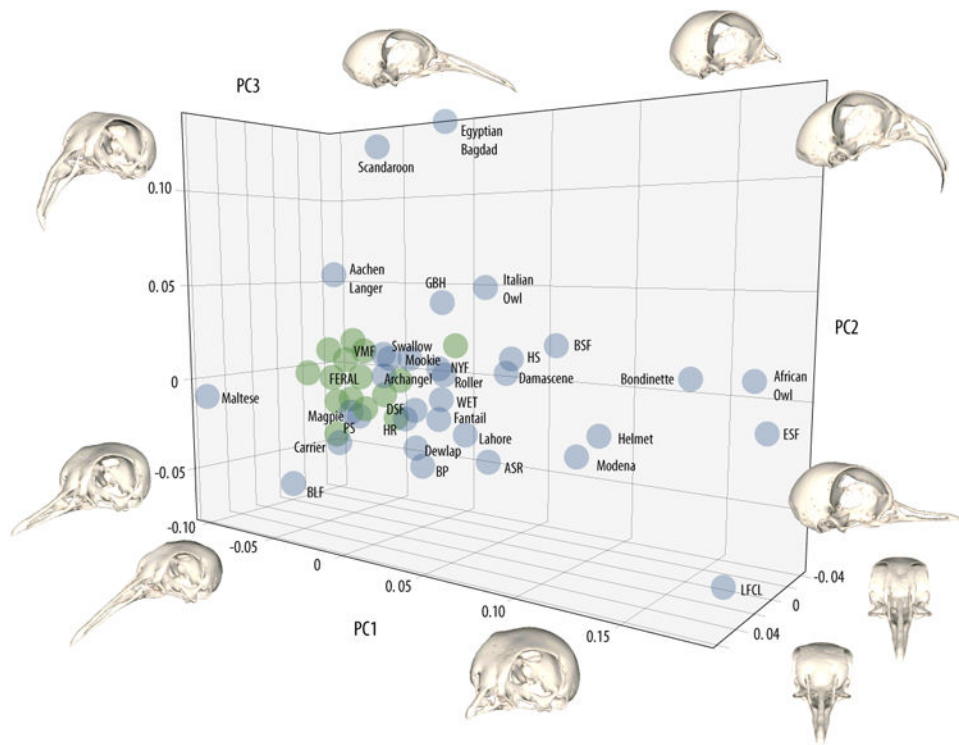 PC3
Egyptian
Bagdad
Scandaroon
0.10
Aachen
Langer
0.05
GBH
Italian
Owl
PC2
VMF
Swallow
Mookie
NYF
HS
BSF
0
FERAL
Archangel
Roller
Damascene
Bondinette
African
Owl
Maltese
Magpie
DSF
WET
PS
HR
Fantail
Carrier
Lahore
Helmet
ESF
-0.05
Dewlap
BP
ASR
Modena
BLF
-0.10
-0.05
0
0.05
0.10
0.15
LFCL
-0.04
0
0.04
PC1